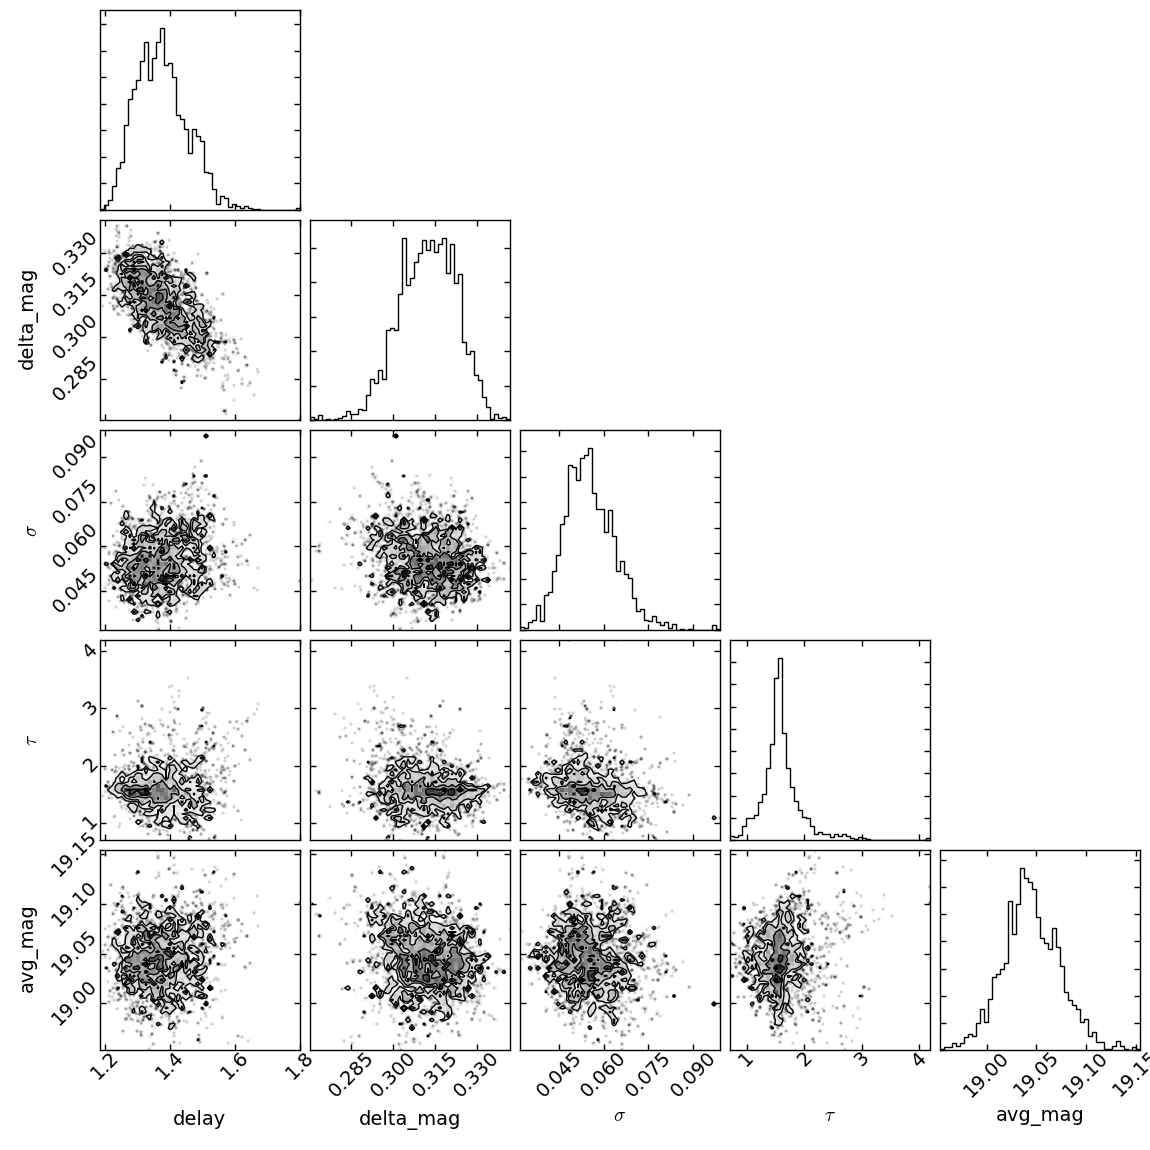 0.330
0.315
0.300
0.285
delta_mag
0.090
0.075
0.060
0.045
σ
4
3
2
1
τ
19.15
19.10
19.05
19.00
avg_mag
1.2 1.4 1.6 1.8
delay
0.285 0.300 0.315 0.330
delta_mag
0.045 0.060 0.075 0.090
σ
1 2 3 4
τ
19.00 19.05 19.10 19.15
avg_mag